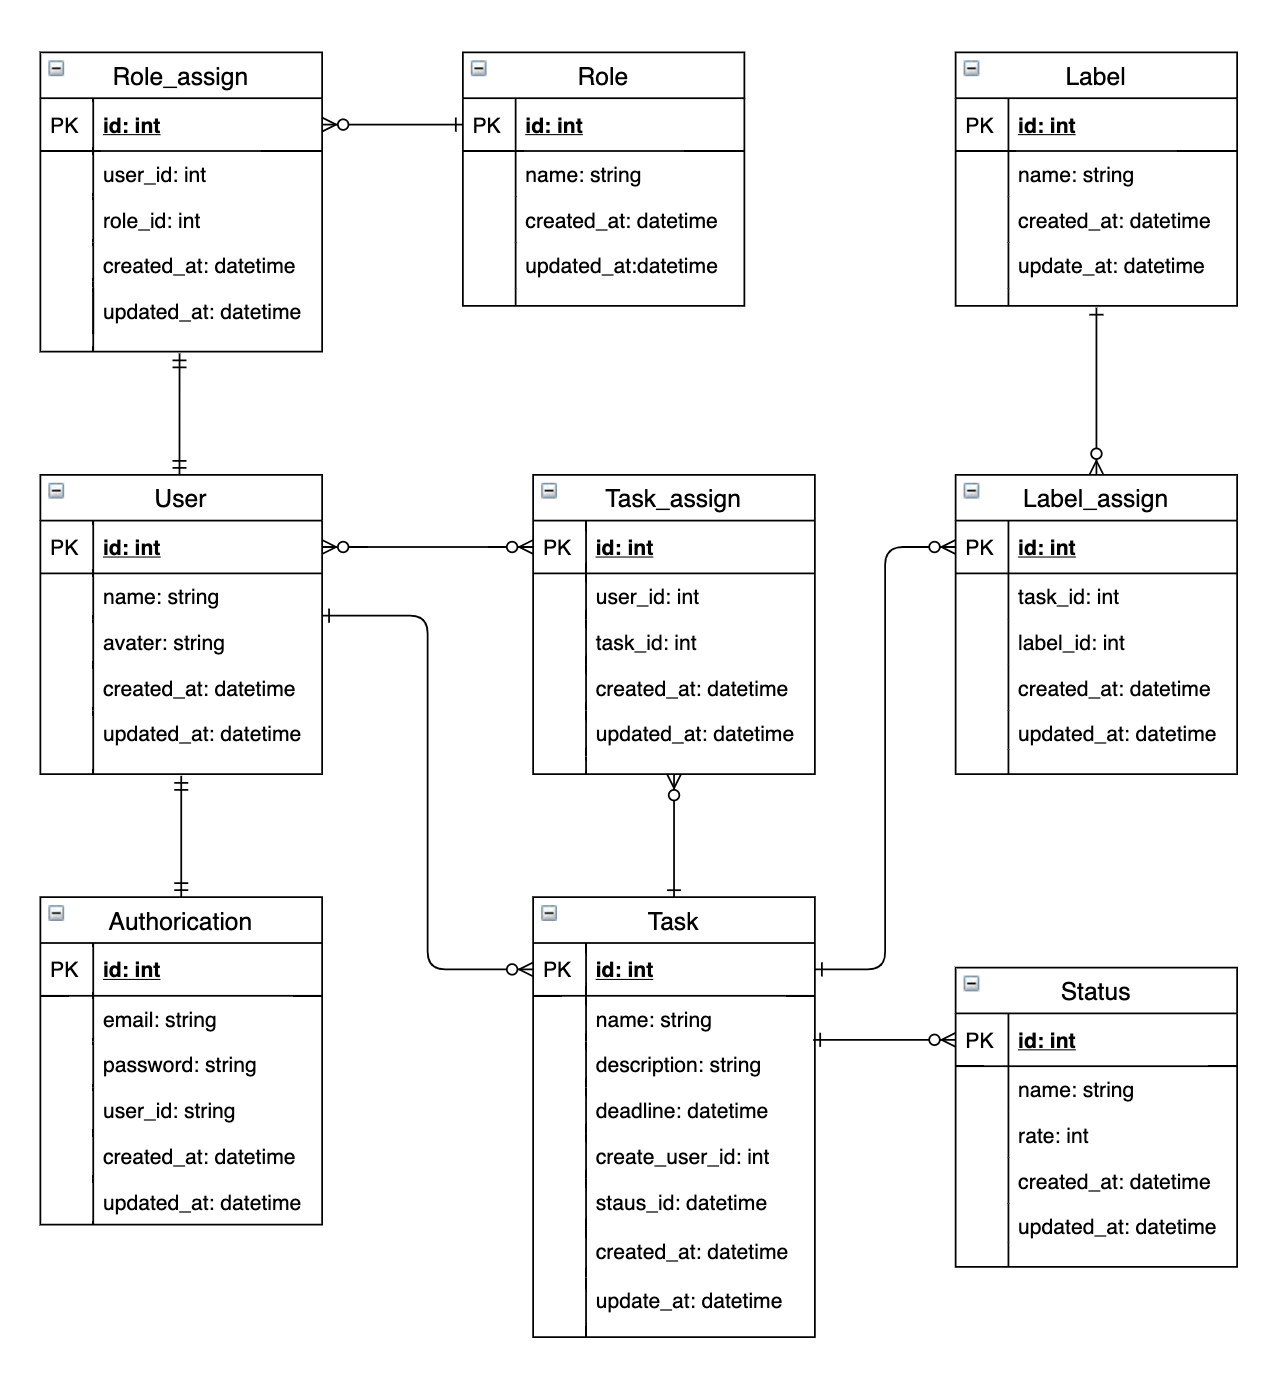 Role_assign
PK id: int
user_id: int
role_id: int
created_at: datetime
updated_at: datetime
Role
PK id: int
name: string
created_at: datetime
updated_at:datetime
Label
PK id: int
name: string
created_at: datetime
update_at: datetime
User
PK id: int
name: string
avater: string
created_at: datetime
updated_at: datetime
Task_assign
PK id: int
user_id: int
task_id: int
created_at: datetime
updated_at: datetime
Label_assign
PK id: int
task_id: int
label_id: int
created_at: datetime
updated_at: datetime
Authorication
PK id: int
email: string
password: string
user_id: string
created_at: datetime
updated_at: datetime
Task
PK id: int
name: string
description: string
deadline: datetime
create_user_id: int
staus_id: datetime
created_at: datetime
update_at: datetime
Status
PK id: int
name: string
rate: int
created_at: datetime
updated_at: datetime